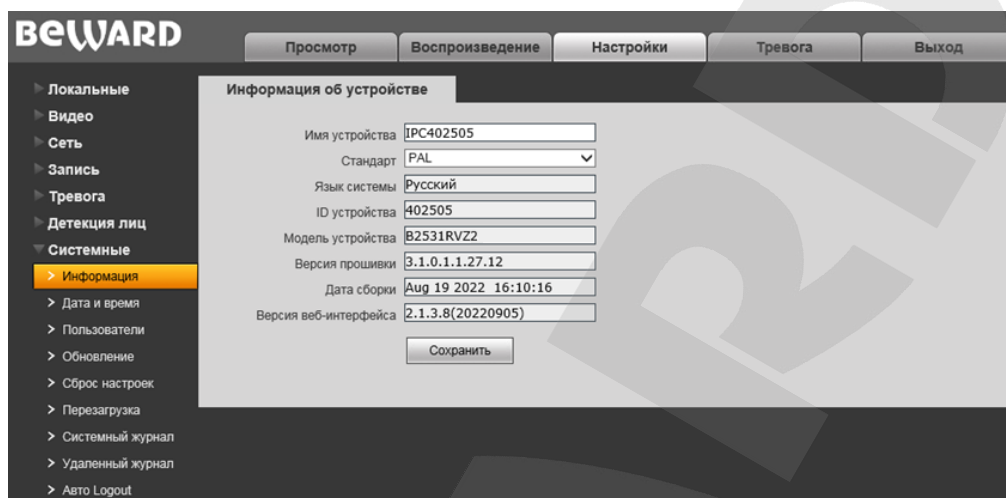 BEWARD
Просмотр Воспроизведение Настройки Тревога Выход
Локальные
Видео
Сеть
Запись
Тревога
Детекция лиц
Системные
Информация
Дата и время
Пользователи
Обновление
Сброс настроек
Перезагрузка
Системный журнал
Удаленный журнал
Авто Logout
Информация об устройстве
Имя устройства IPC402505
Стандарт PAL
Язык системы Русский
ID устройства 402505
Модель устройства B2531RVZ2
Версия прошивки 3.1.0.1.1.27.12
Дата сборки Aug 19 2022 16:10:16
Версия веб-интерфейса 2.1.3.8(20220905)
Сохранить